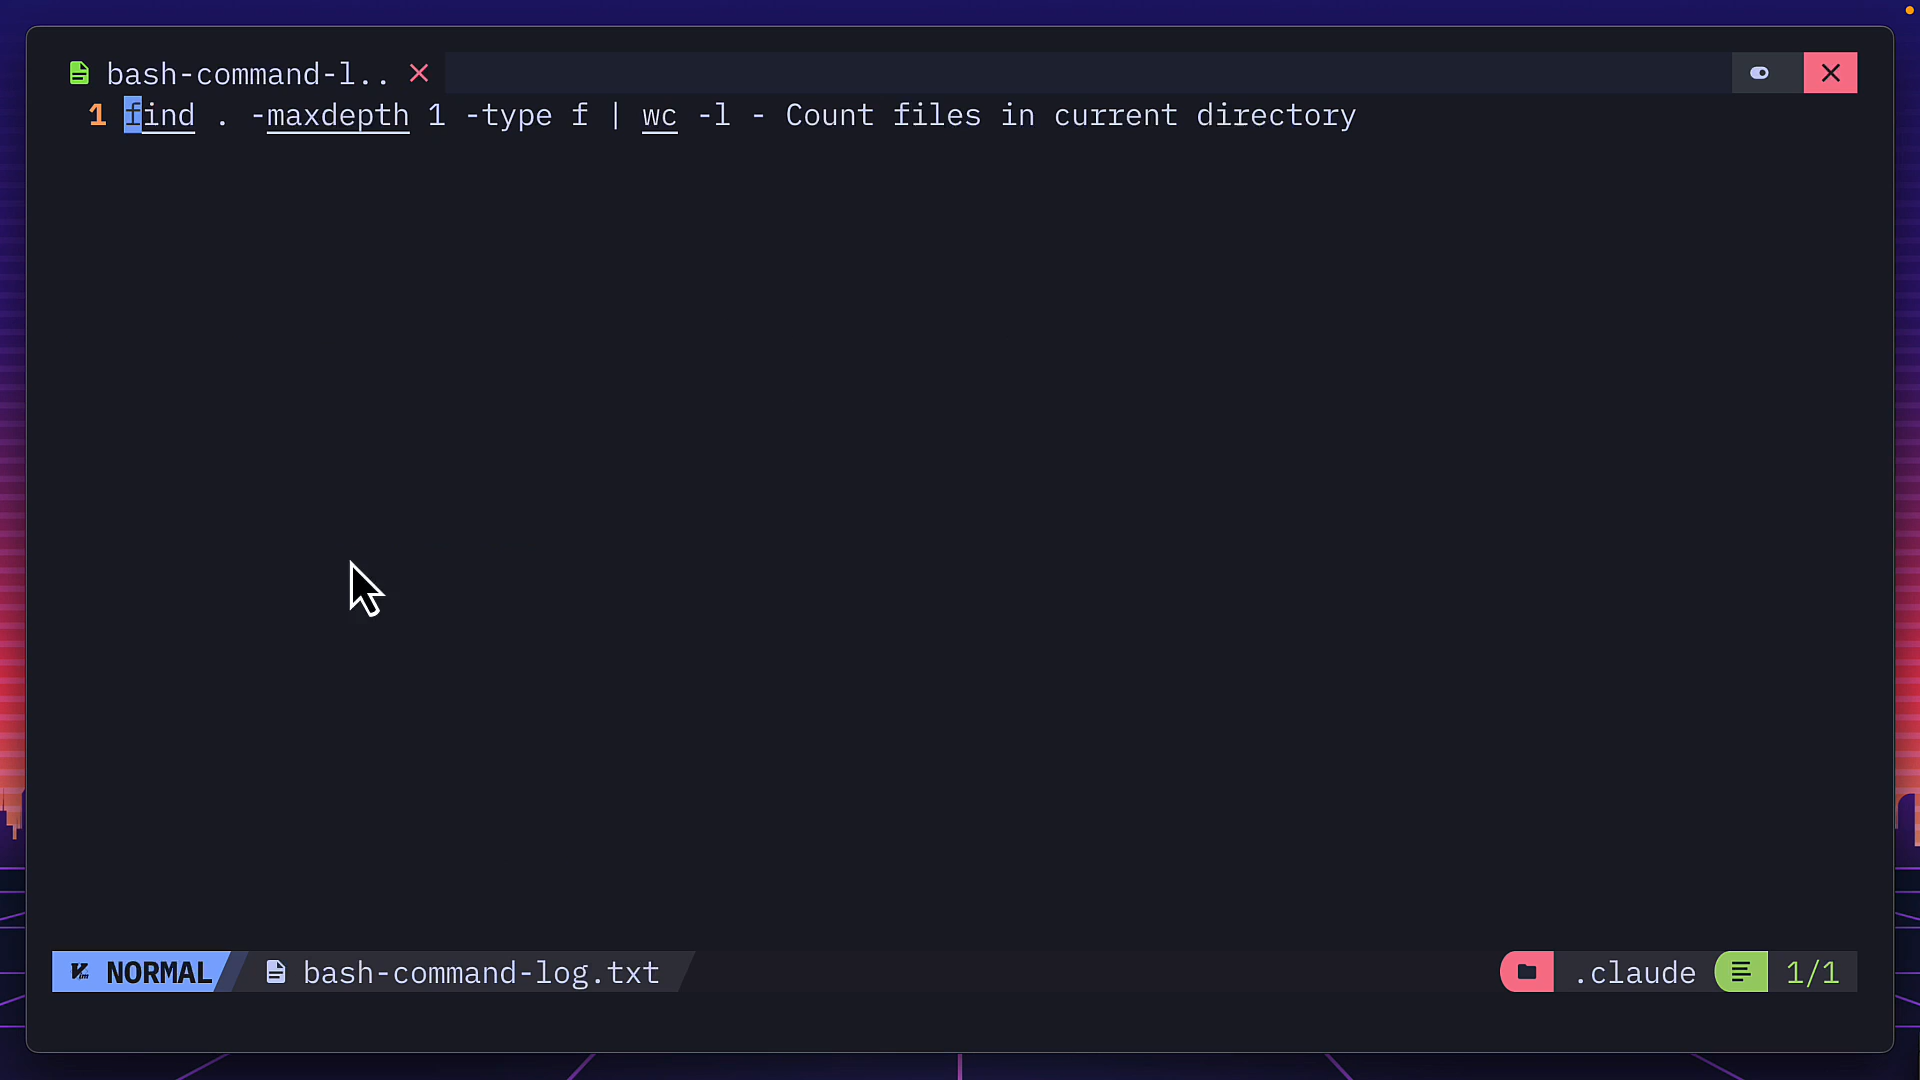 bash-command-l..
1 find . -maxdepth 1 -type f | wc -l - Count files in current directory
NORMAL bash-command-log.txt .claude 1/1